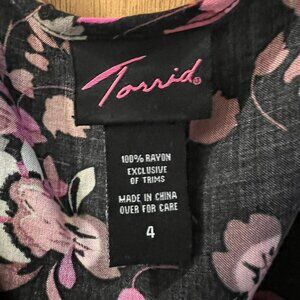 Torrid®
100% RAYON
EXCLUSIVE
OF TRIMS
MADE IN CHINA
OVER FOR CARE
4